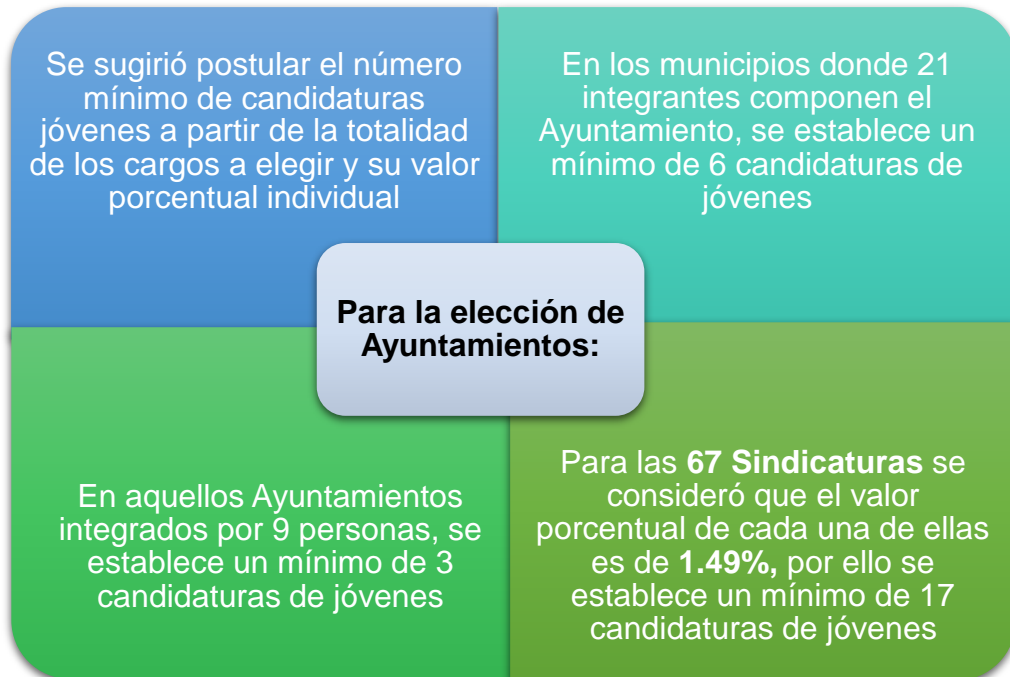 Se sugirió postular el número
mínimo de candidaturas
jóvenes a partir de la totalidad
de los cargos a elegir y su valor
porcentual individual
En los municipios donde 21
integrantes componen el
Ayuntamiento, se establece un
mínimo de 6 candidaturas de
jóvenes
Para la elección de
Ayuntamientos:
En aquellos Ayuntamientos
integrados por 9 personas, se
establece un mínimo de 3
candidaturas de jóvenes
Para las 67 Sindicaturas se
consideró que el valor
porcentual de cada una de ellas
es de 1.49%, por ello se
establece un mínimo de 17
candidaturas de jóvenes